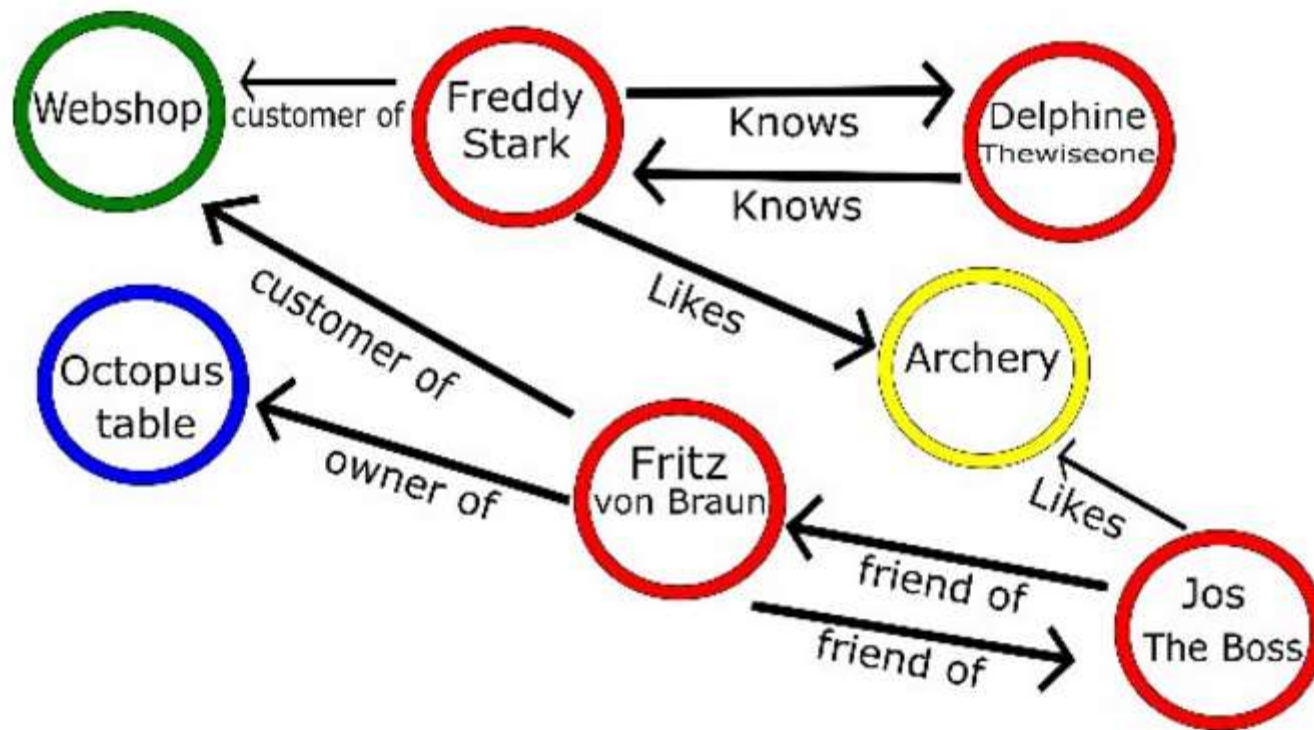 Webshop
customer of
Freddy
Stark
Knows
Knows
Delphine
Thewiseone
customer of
Likes
Archery
Octopus
table
owner of
Fritz
von Braun
Likes
friend of
friend of
Jos
The Boss